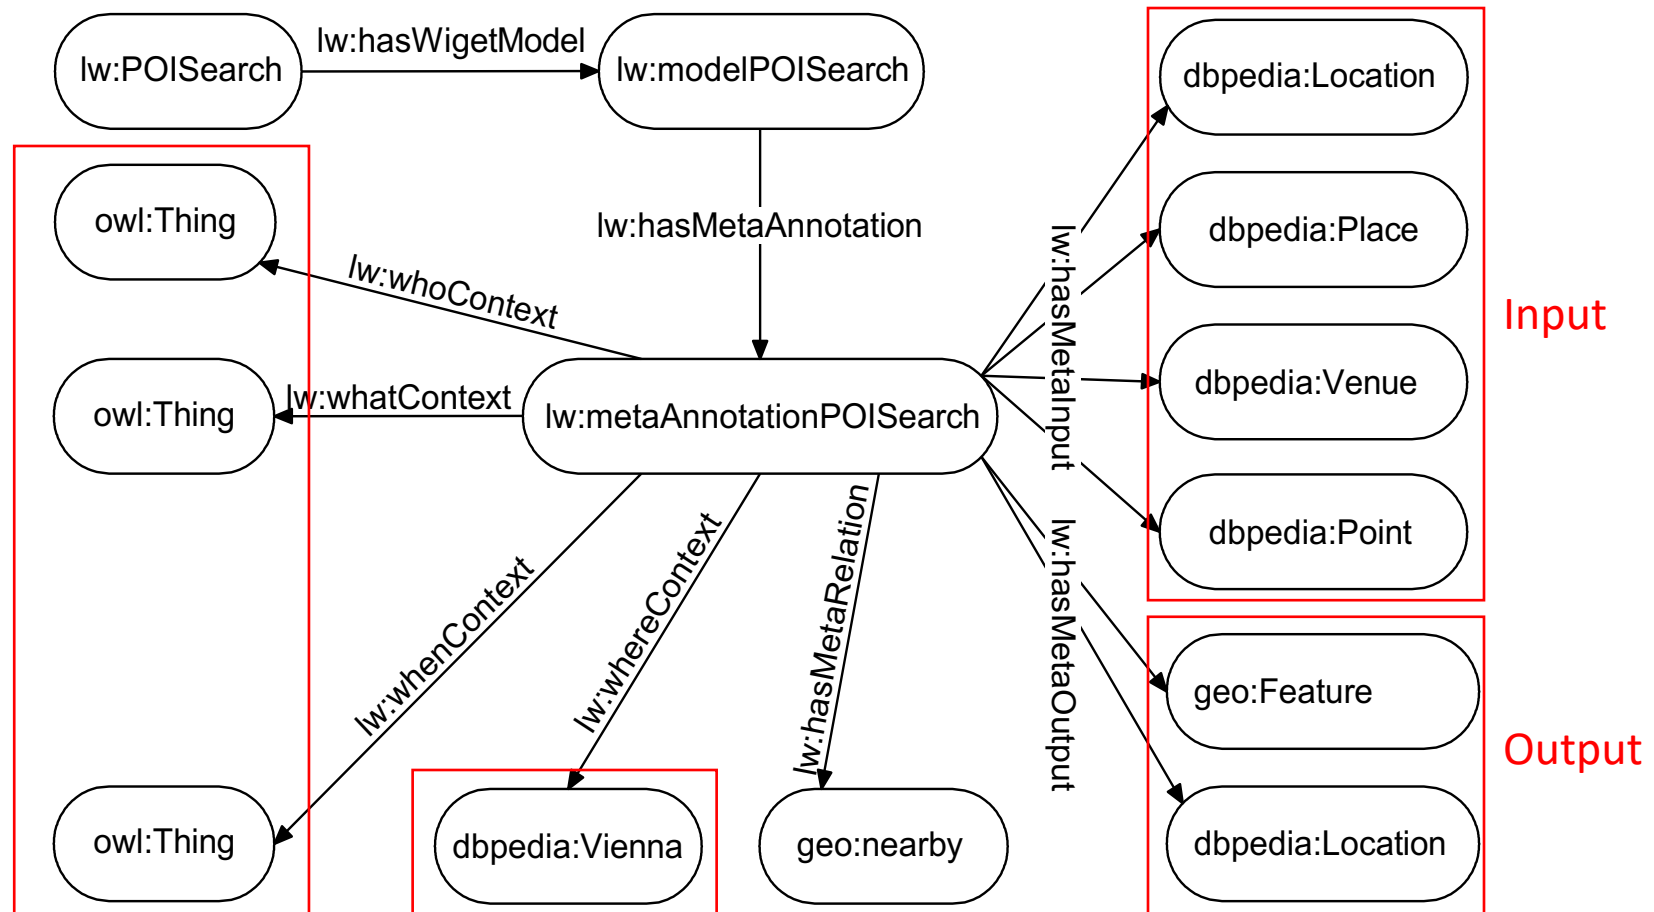 lw:POISearch
lw:hasWigetModel
lw:modelPOISearch
dbpedia:Location
owl:Thing
lw:hasMetaAnnotation
dbpedia:Place
lw:whoContext
lw:hasMetaInput
Input
owl:Thing
lw:whatContext
lw:metaAnnotationPOISearch
dbpedia:Venue
dbpedia:Point
lw:whenContext
lw:whereContext
lw:hasMetaRelation
lw:hasMetaOutput
geo:Feature
Output
owl:Thing
dbpedia:Vienna
geo:nearby
dbpedia:Location